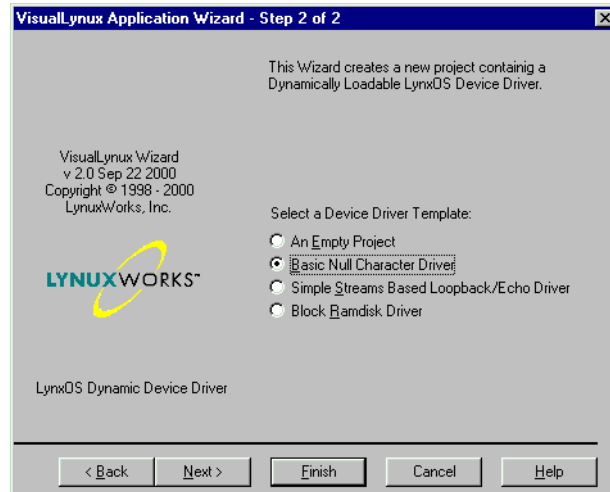 VisualLynux Application Wizard - Step 2 of 2
This Wizard creates a new project containig a
Dynamically Loadable LynxOS Device Driver.
VisualLynux Wizard
v 2.0 Sep 22 2000
Copyright © 1998 - 2000
LynuxWorks, Inc.
LYNUXWORKS™
LynxOS Dynamic Device Driver
Select a Device Driver Template:
An Empty Project
Basic Null Character Driver
Simple Streams Based Loopback/Echo Driver
Block Ramdisk Driver
< Back
Next >
Finish
Cancel
Help